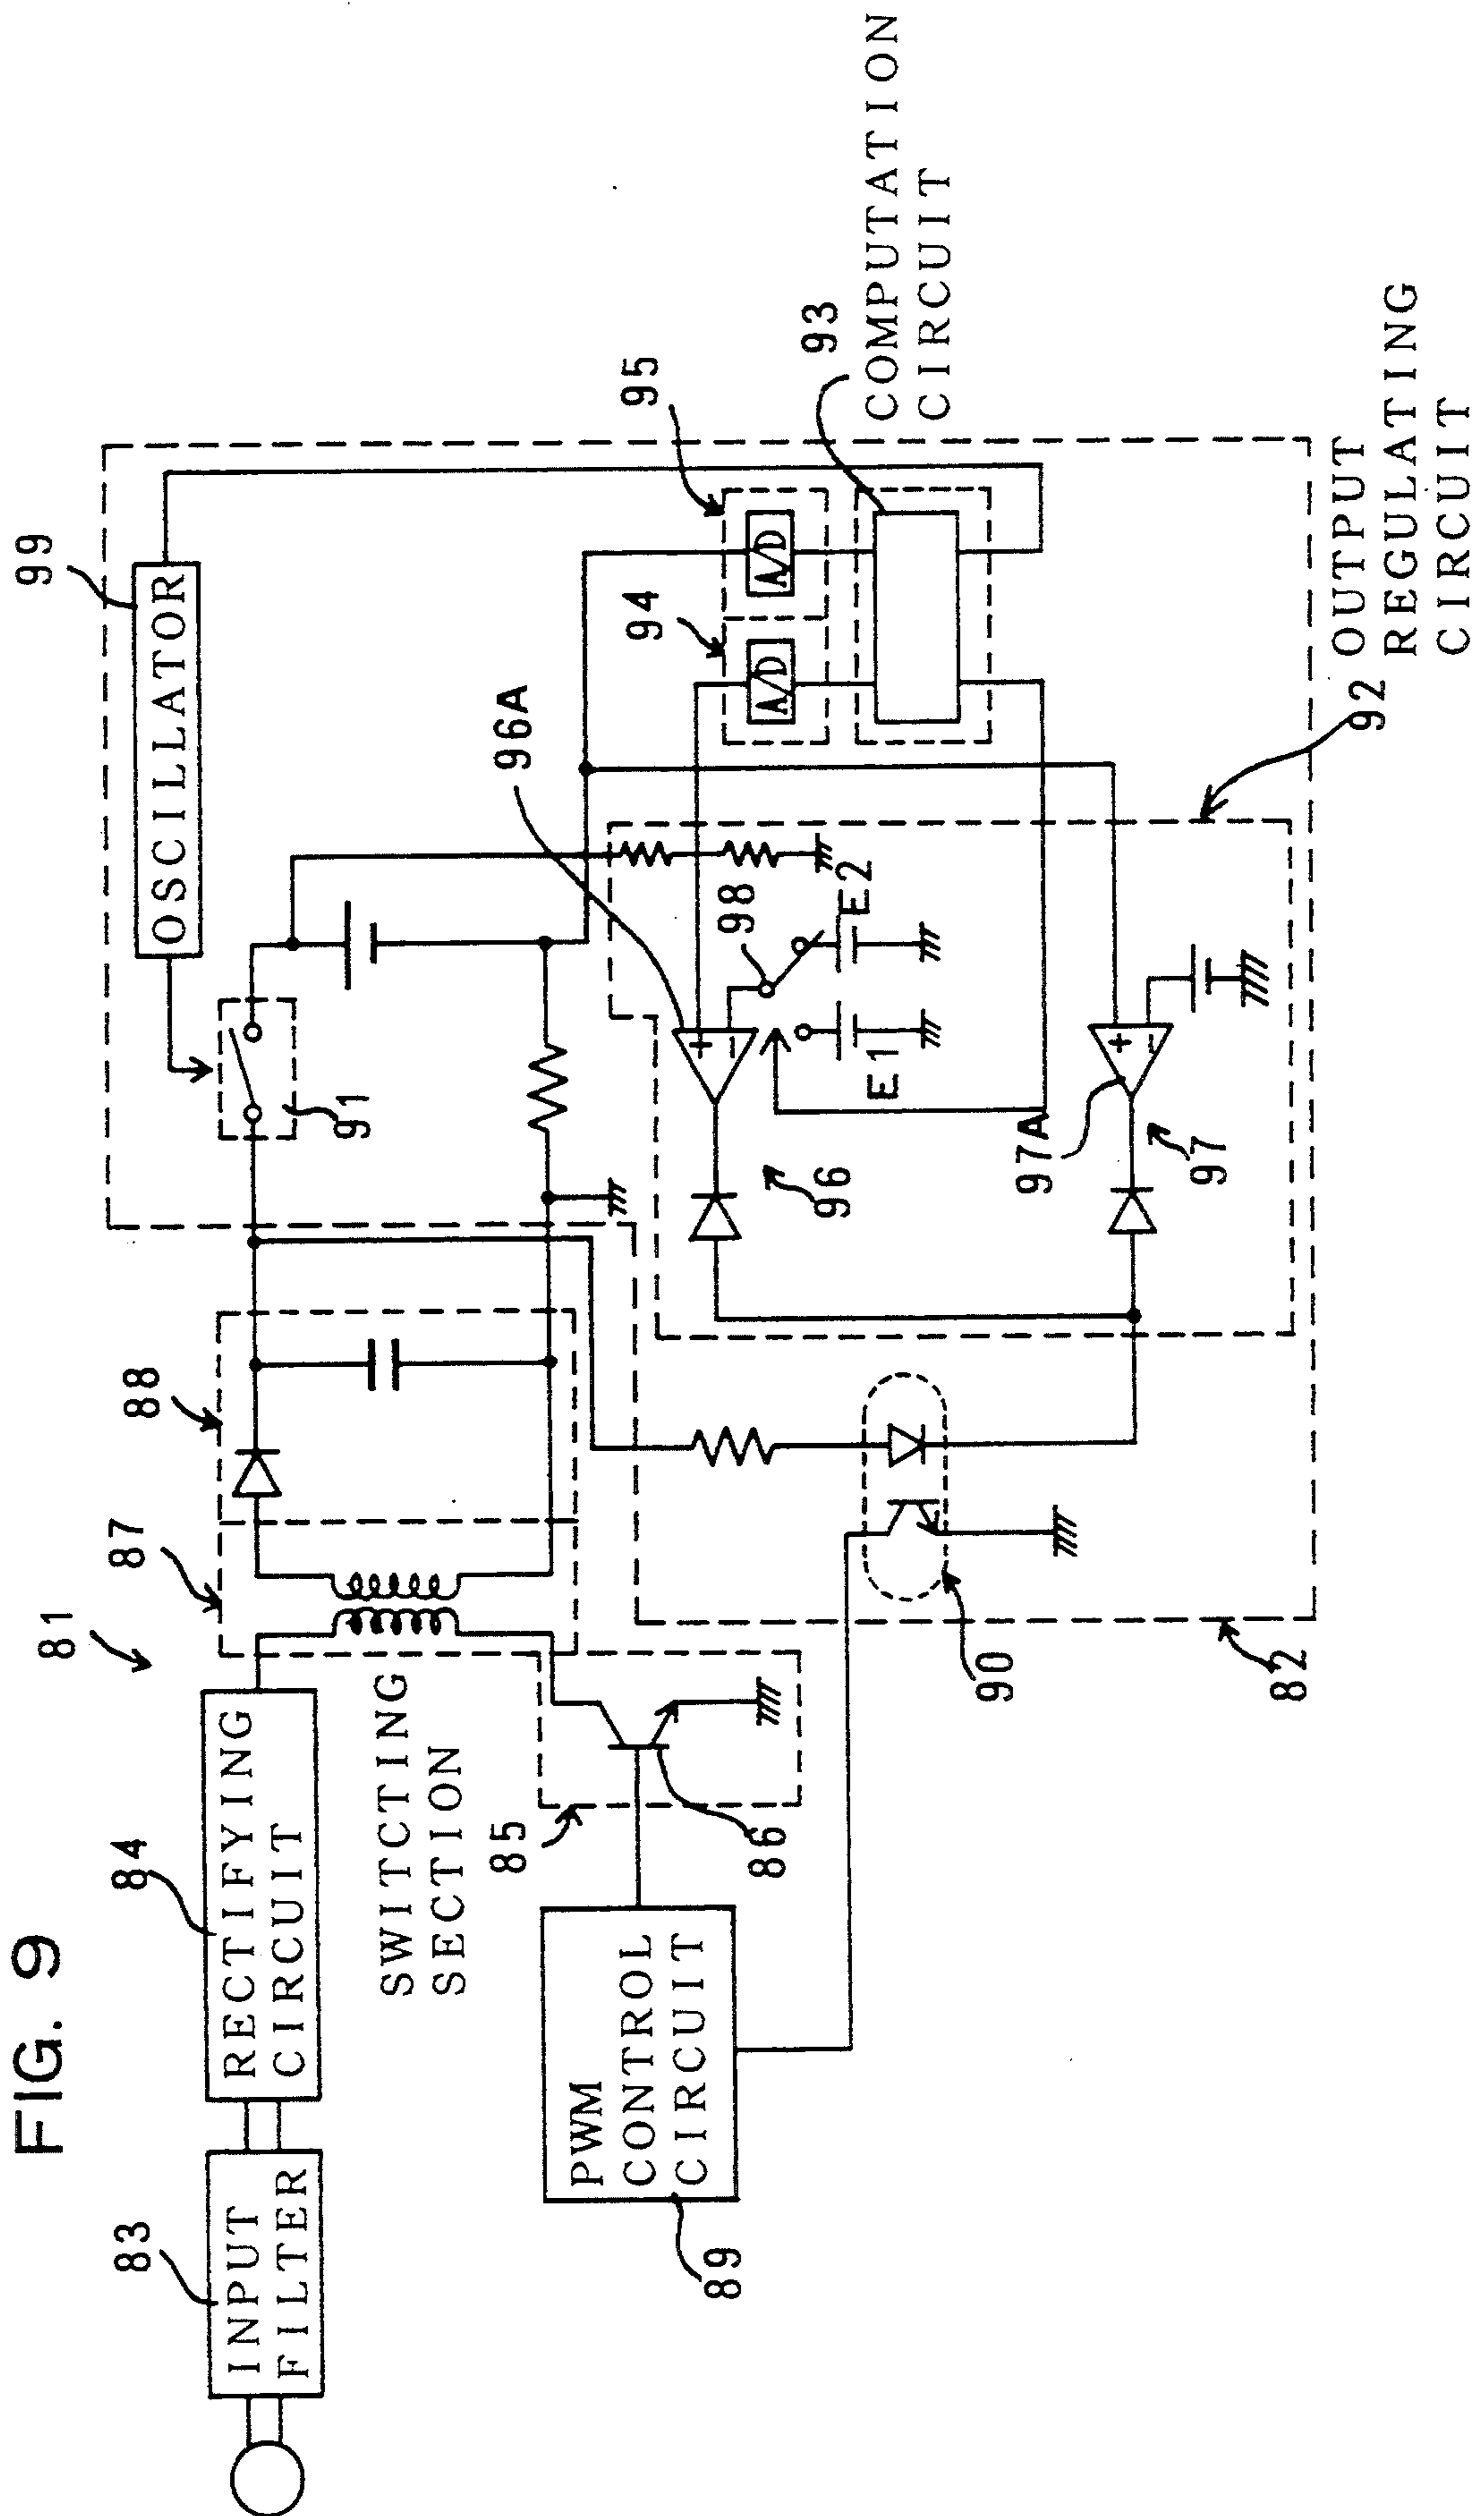 FIG. 9
81
83
INPUT
FILTER
84
RECTIFYING
CIRCUIT
87
88
99
OSCILLATOR
91
SWITCTING
SECTION
85
86
PWM
CONTROL
CIRCUIT
89
90
82
96A
96
98
E1
E2
97A
97
94
A/D
95
A/D
93
COMPUTATION
CIRCUIT
92
OUTPUT
REGULATING
CIRCUIT
+
−
+
−